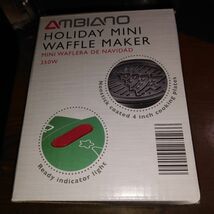 AMBIANO
HOLIDAY MINI
WAFFLE MAKER
MINI WAFLERA DE NAVIDAD
350W
Nonstick coated 4 inch cooking plates
Ready indicator light